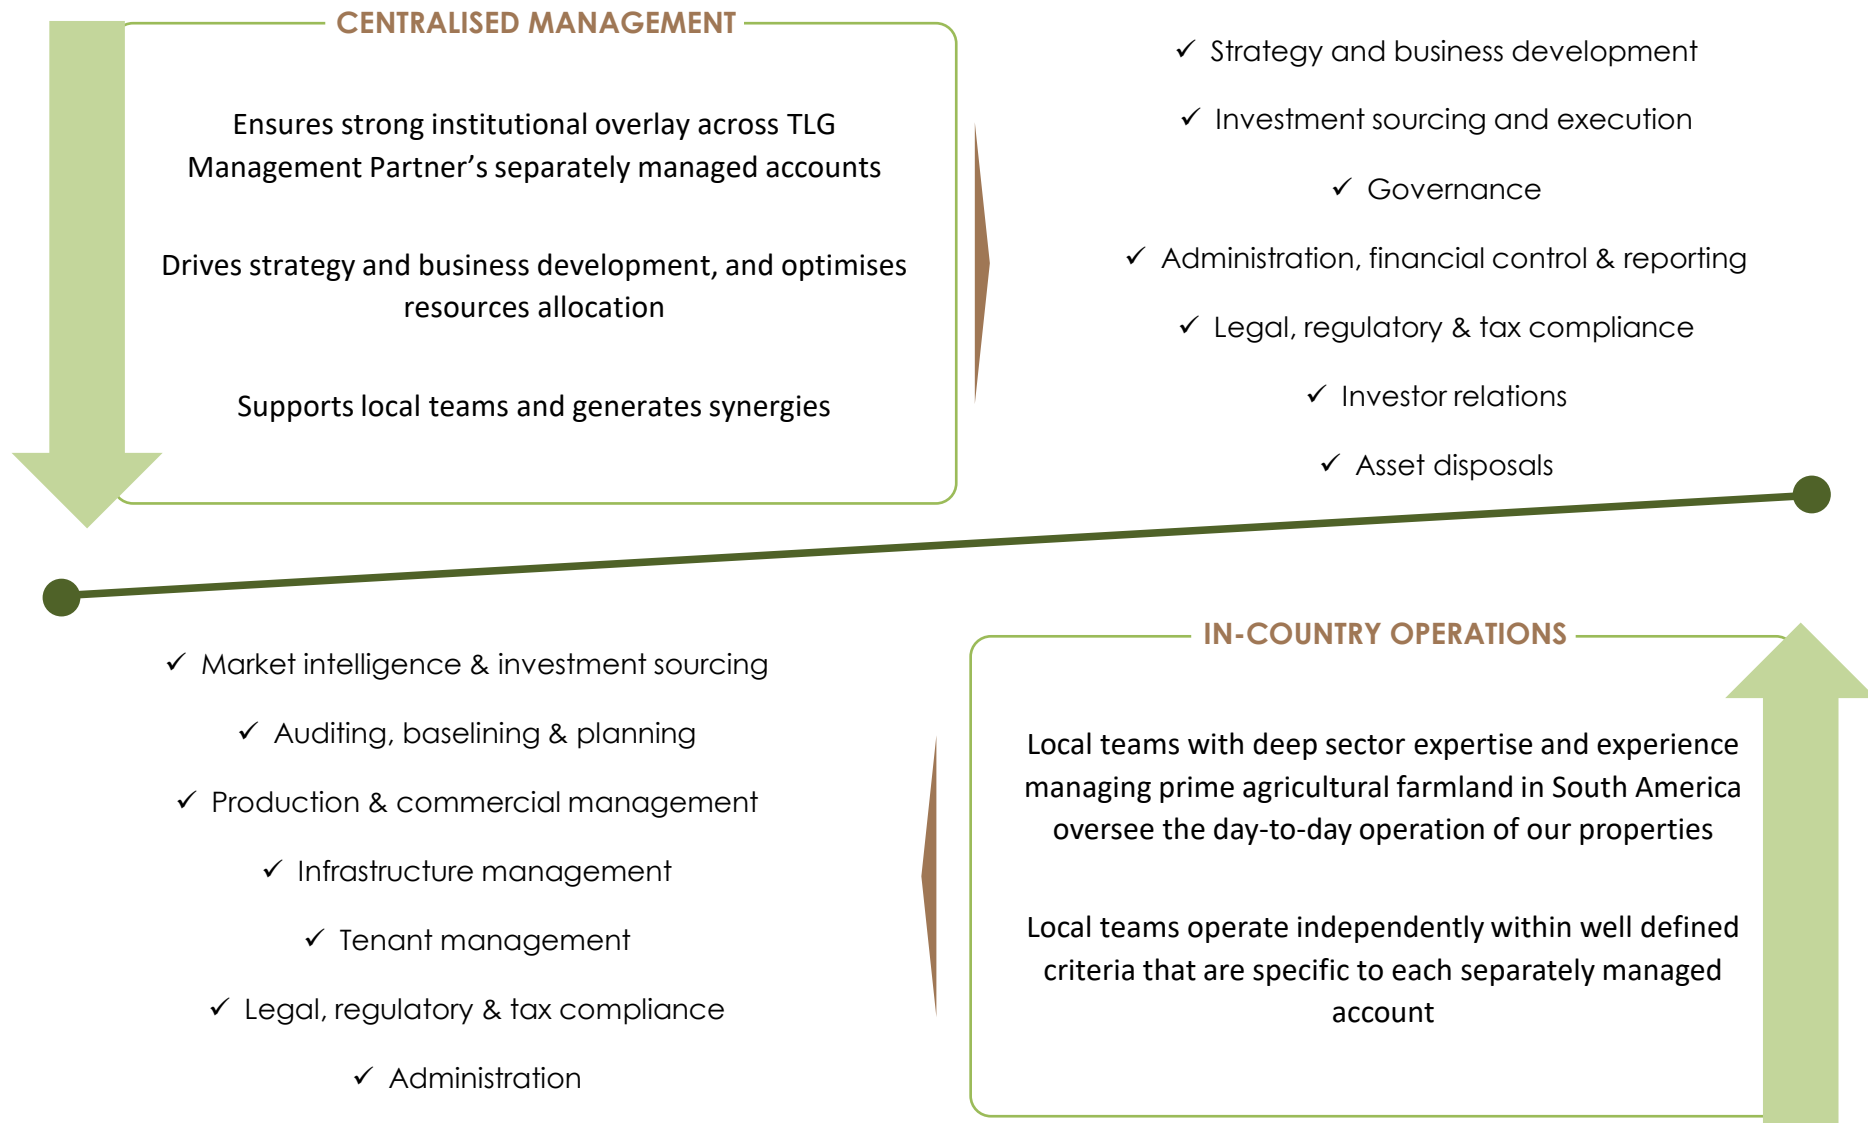 CENTRALISED MANAGEMENT
Ensures strong institutional overlay across TLG
Management Partner’s separately managed accounts
Drives strategy and business development, and optimises
resources allocation
Supports local teams and generates synergies
✓ Strategy and business development
✓ Investment sourcing and execution
✓ Governance
✓ Administration, financial control & reporting
✓ Legal, regulatory & tax compliance
✓ Investor relations
✓ Asset disposals
✓ Market intelligence & investment sourcing
✓ Auditing, baselining & planning
✓ Production & commercial management
✓ Infrastructure management
✓ Tenant management
✓ Legal, regulatory & tax compliance
✓ Administration
IN-COUNTRY OPERATIONS
Local teams with deep sector expertise and experience
managing prime agricultural farmland in South America
oversee the day-to-day operation of our properties
Local teams operate independently within well defined
criteria that are specific to each separately managed
account